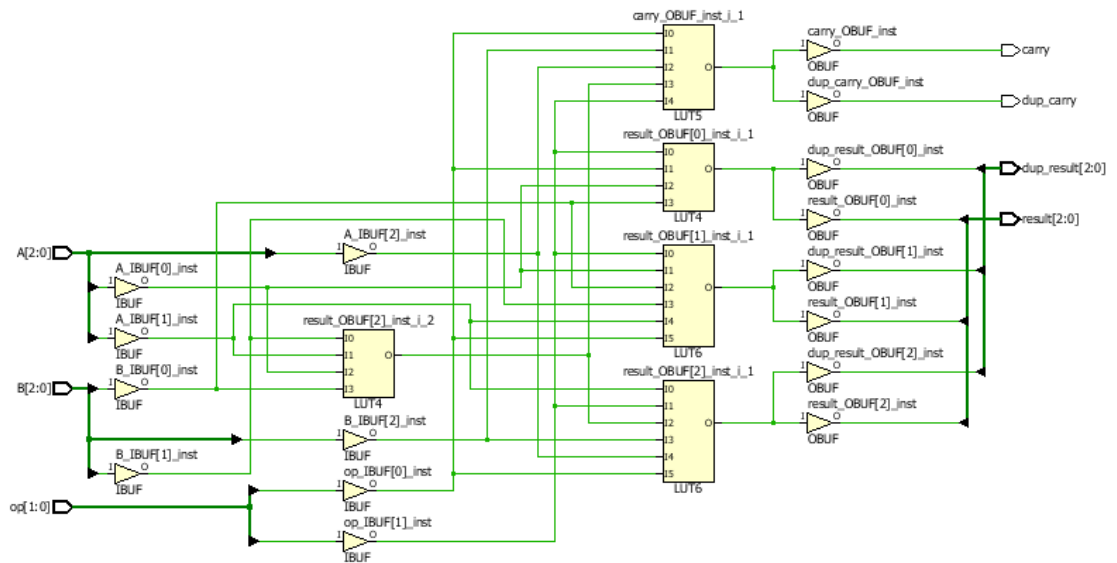 carry_OBUF_inst_i_1
I0
I1
I2
I3
I4
O
LUT5
carry_OBUF_inst
I O
OBUF
carry
dup_carry_OBUF_inst
I O
OBUF
dup_carry
result_OBUF[0]_inst_i_1
I0
I1
I2
I3
O
LUT4
dup_result_OBUF[0]_inst
I O
OBUF
dup_result[2:0]
result_OBUF[0]_inst
I O
OBUF
result[2:0]
result_OBUF[1]_inst_i_1
I0
I1
I2
I3
I4
I5
O
LUT6
dup_result_OBUF[1]_inst
I O
OBUF
result_OBUF[1]_inst
I O
OBUF
result_OBUF[2]_inst_i_1
I0
I1
I2
I3
I4
I5
O
LUT6
dup_result_OBUF[2]_inst
I O
OBUF
result_OBUF[2]_inst
I O
OBUF
A[2:0]
A_IBUF[2]_inst
I O
IBUF
A_IBUF[0]_inst
I O
IBUF
A_IBUF[1]_inst
I O
IBUF
result_OBUF[2]_inst_i_2
I0
I1
I2
I3
O
LUT4
B[2:0]
B_IBUF[0]_inst
I O
IBUF
B_IBUF[2]_inst
I O
IBUF
B_IBUF[1]_inst
I O
IBUF
op[1:0]
op_IBUF[0]_inst
I O
IBUF
op_IBUF[1]_inst
I O
IBUF